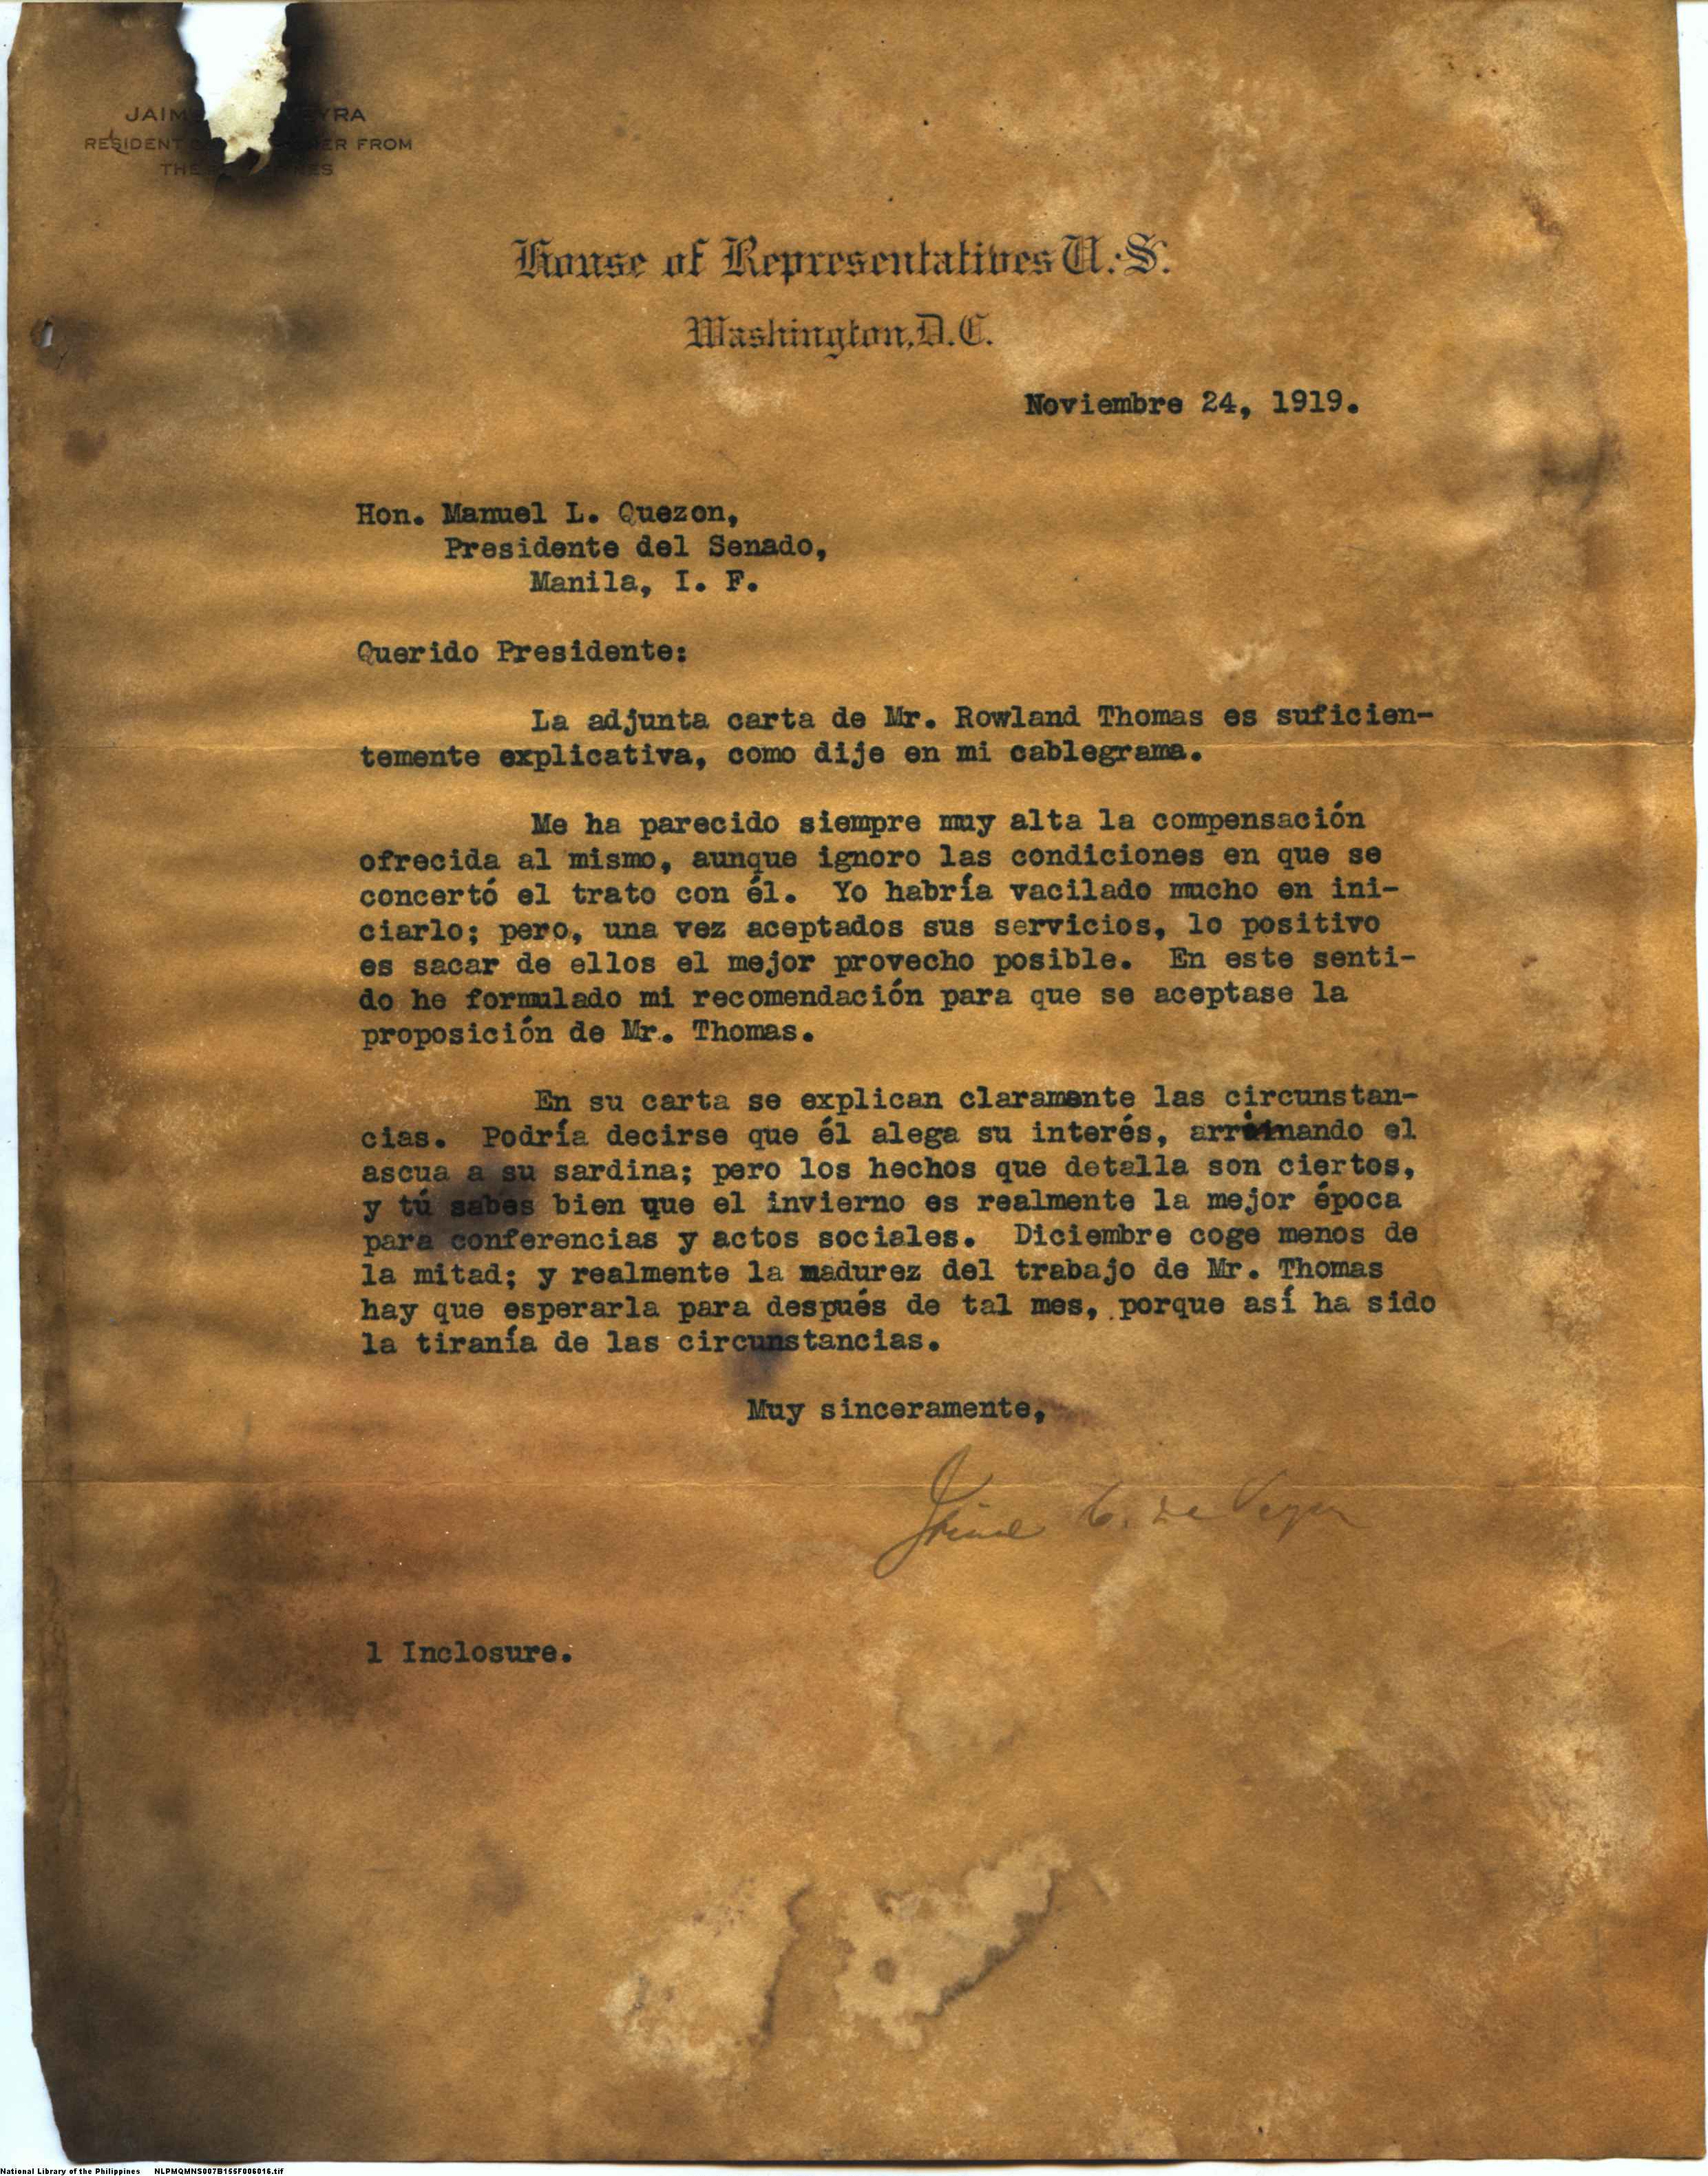 JAIM YRA
RESIDENT ER FROM
THE NES
House of Representatives U.S.
Washington, D.C.
Noviembre 24, 1919.
Hon. Manuel L. Quezon,
Presidente del Senado,
Manila, I. F.
Querido Presidente:
La adjunta carta de Mr. Rowland Thomas es suficien-
temente explicativa, como dije en mi cablegrama.
Me ha parecido siempre muy alta la compensación
ofrecida al mismo, aunque ignoro las condiciones en que se
concertó el trato con él. Yo habría vacilado mucho en ini-
ciarlo; pero, una vez aceptados sus servicios, lo positivo
es sacar de ellos el mejor provecho posible. En este senti-
do he formulado mi recomendación para que se aceptase la
proposición de Mr. Thomas.
En su carta se explican claramente las circunstan-
cias. Podría decirse que él alega su interés, arrimando el
ascua a su sardina; pero los hechos que detalla son ciertos,
y tú sabes bien que el invierno es realmente la mejor época
para conferencias y actos sociales. Diciembre coge menos de
la mitad; y realmente la madurez del trabajo de Mr. Thomas
hay que esperarla para después de tal mes, porque así ha sido
la tiranía de las circunstancias.
Muy sinceramente,
Jaime C. de Veyra
1 Inclosure.
National Library of the Philippines NLPMQMNS007B155F006016.tif